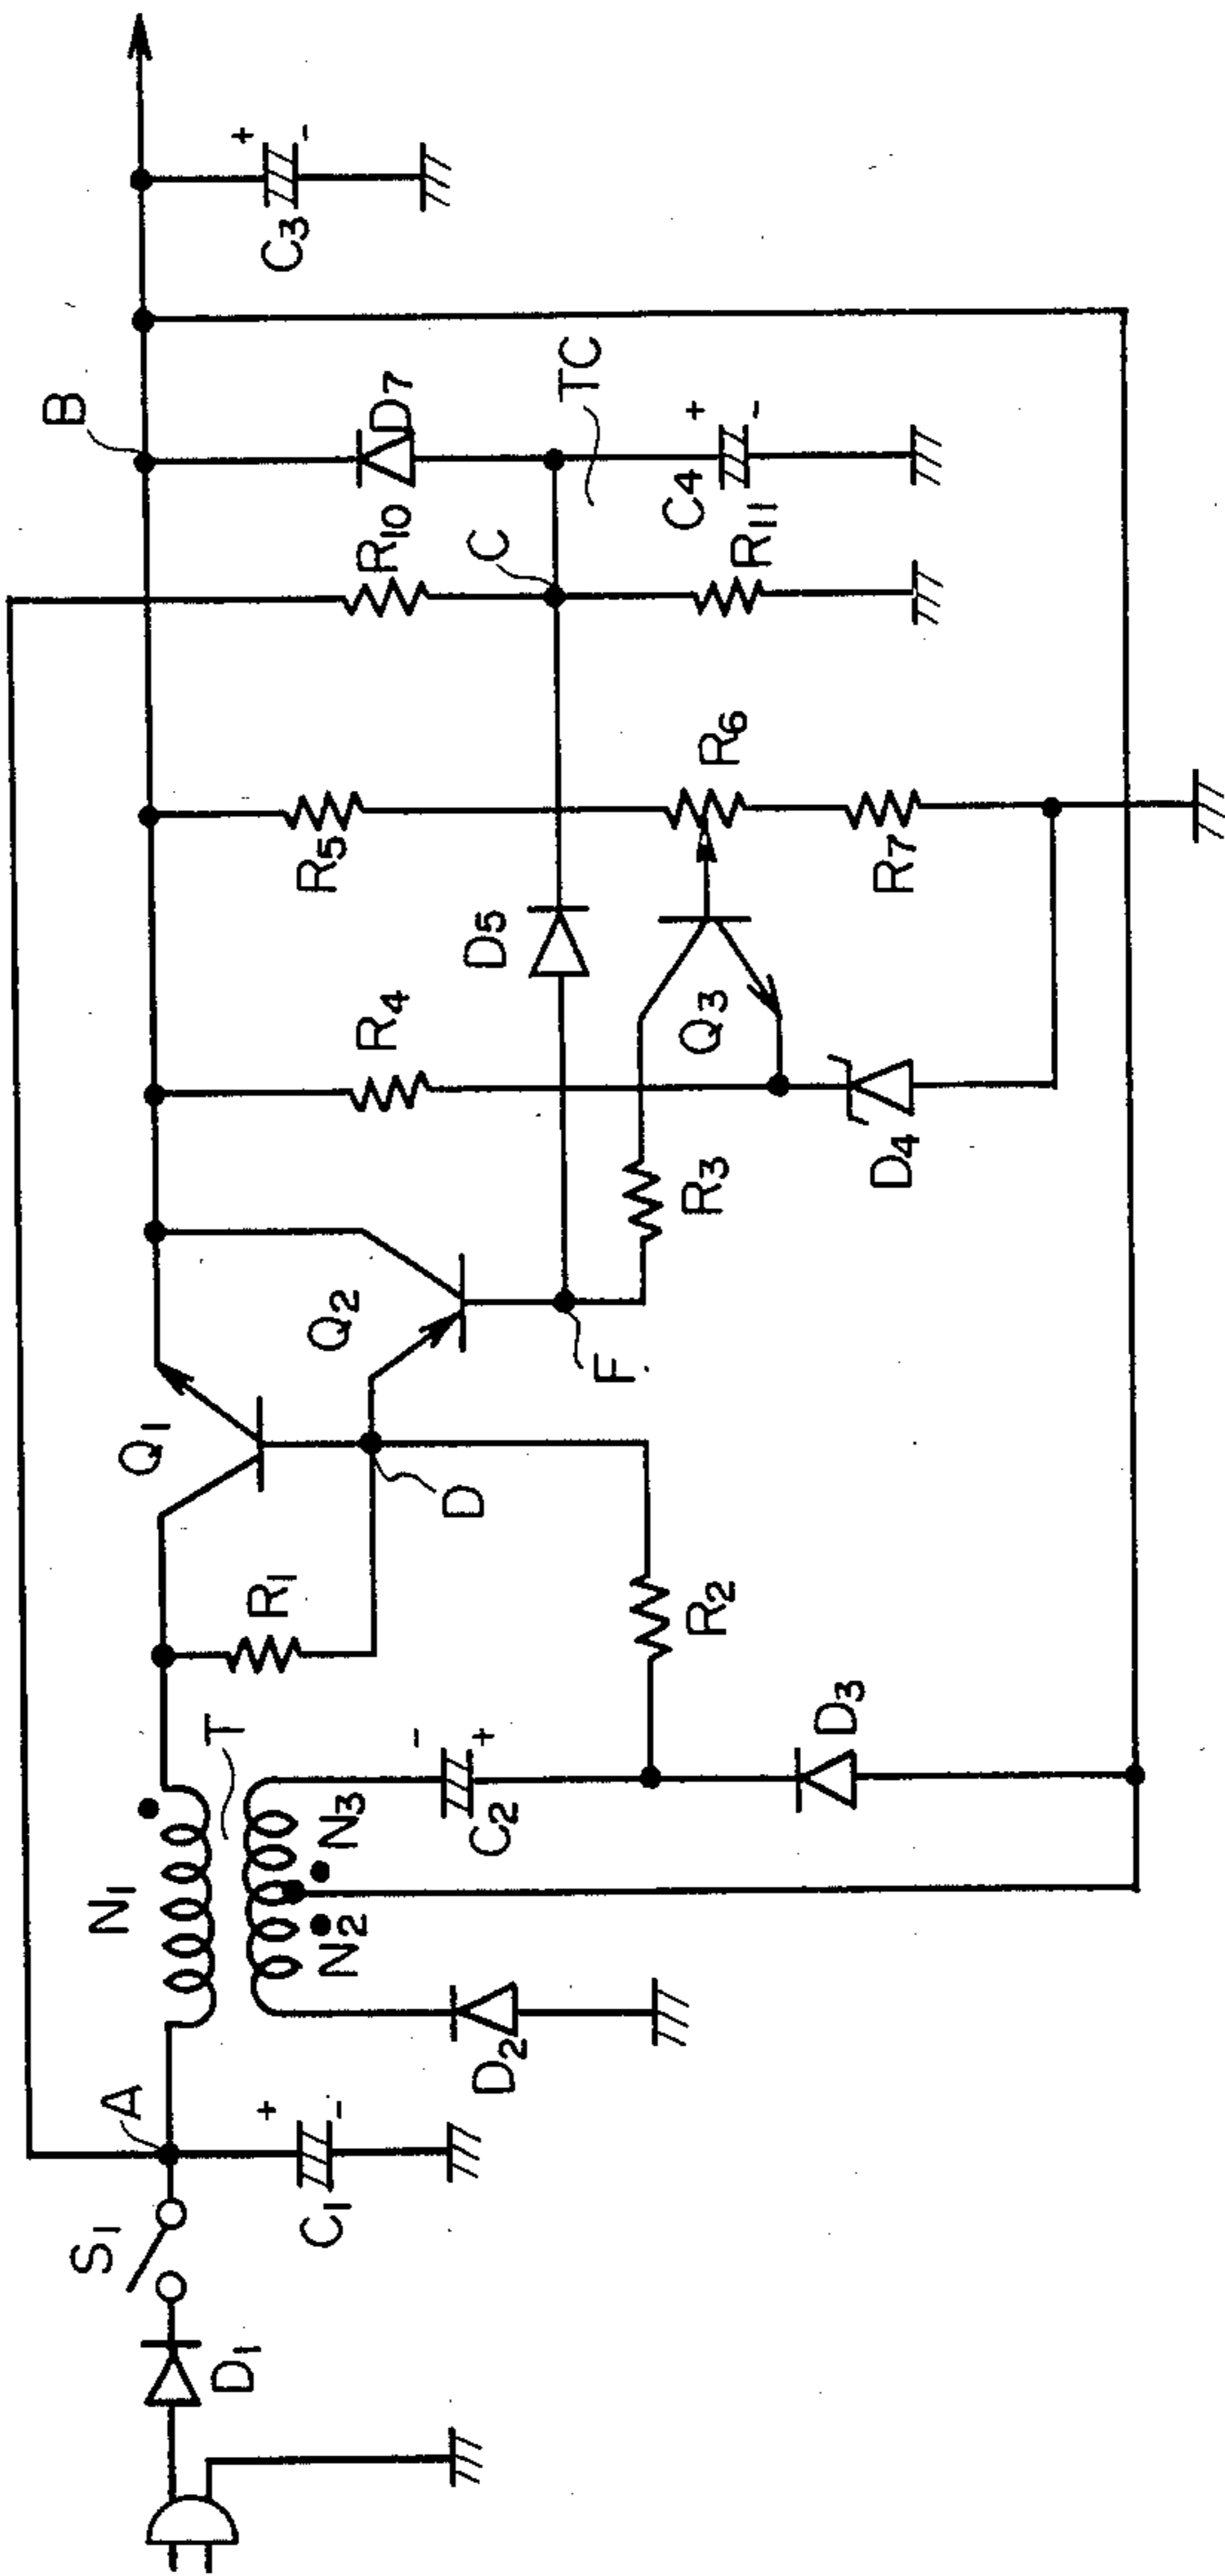 B
A
S1
N1
T
R1
Q1
Q2
R4
R5
R10
D7
C3
+
-
D1
C1
+
-
D2
N2
N3
C2
-
+
D
F
D5
C
TC
R2
R3
Q3
R6
R11
C4
+
-
D3
D4
R7